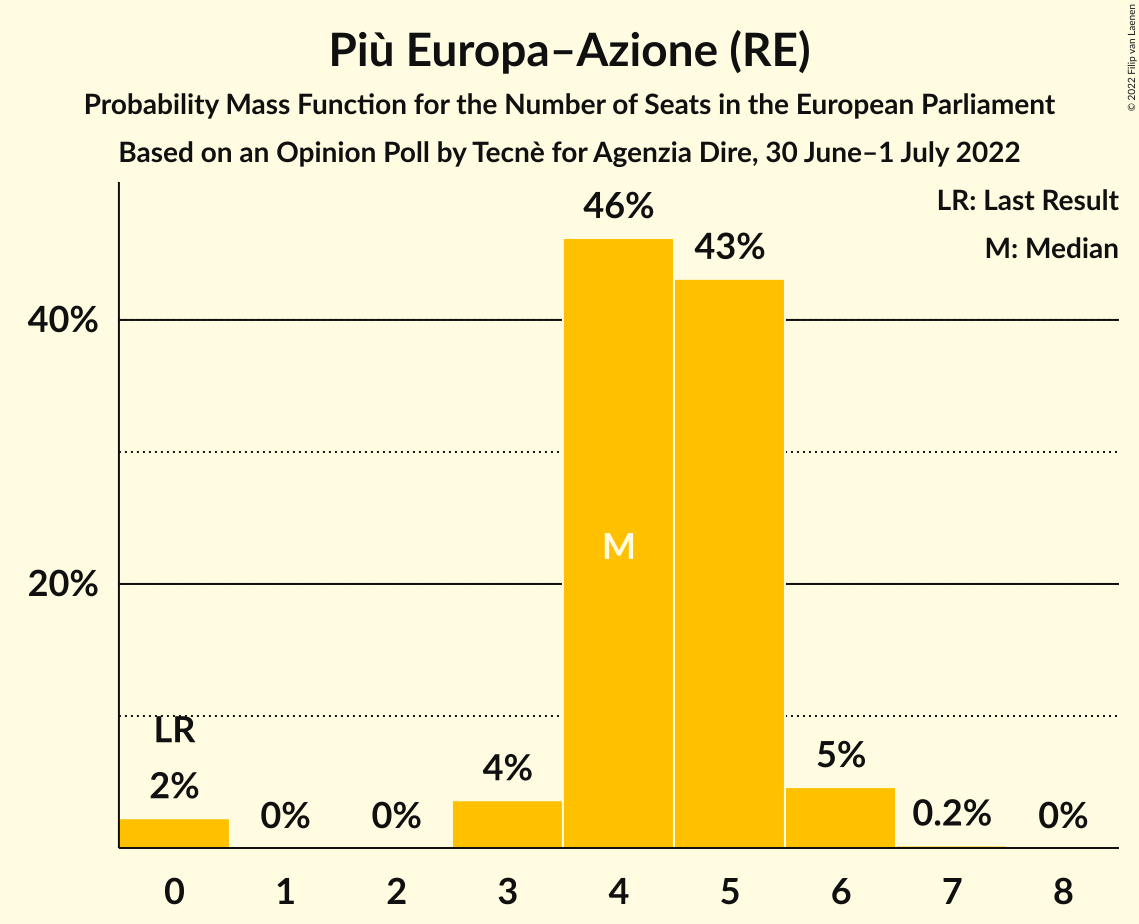 Più Europa–Azione (RE)
Probability Mass Function for the Number of Seats in the European Parliament
Based on an Opinion Poll by Tecnè for Agenzia Dire, 30 June–1 July 2022
© 2022 Filip van Laenen
LR: Last Result
M: Median
46%
43%
40%
M
20%
LR
2%
0%
0%
4%
5%
0.2%
0%
0 1 2 3 4 5 6 7 8